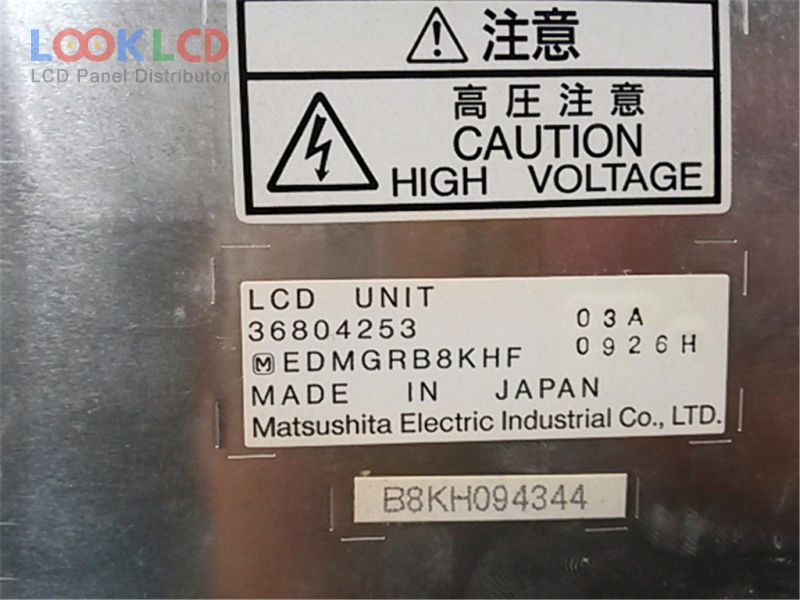 LOOKLCD
LCD Panel Distributor
注意
高圧注意
CAUTION
HIGH VOLTAGE
LCD UNIT
36804253 03A
MEDMGRB8KHF 0926H
MADE IN JAPAN
Matsushita Electric Industrial Co., LTD.
B8KH094344